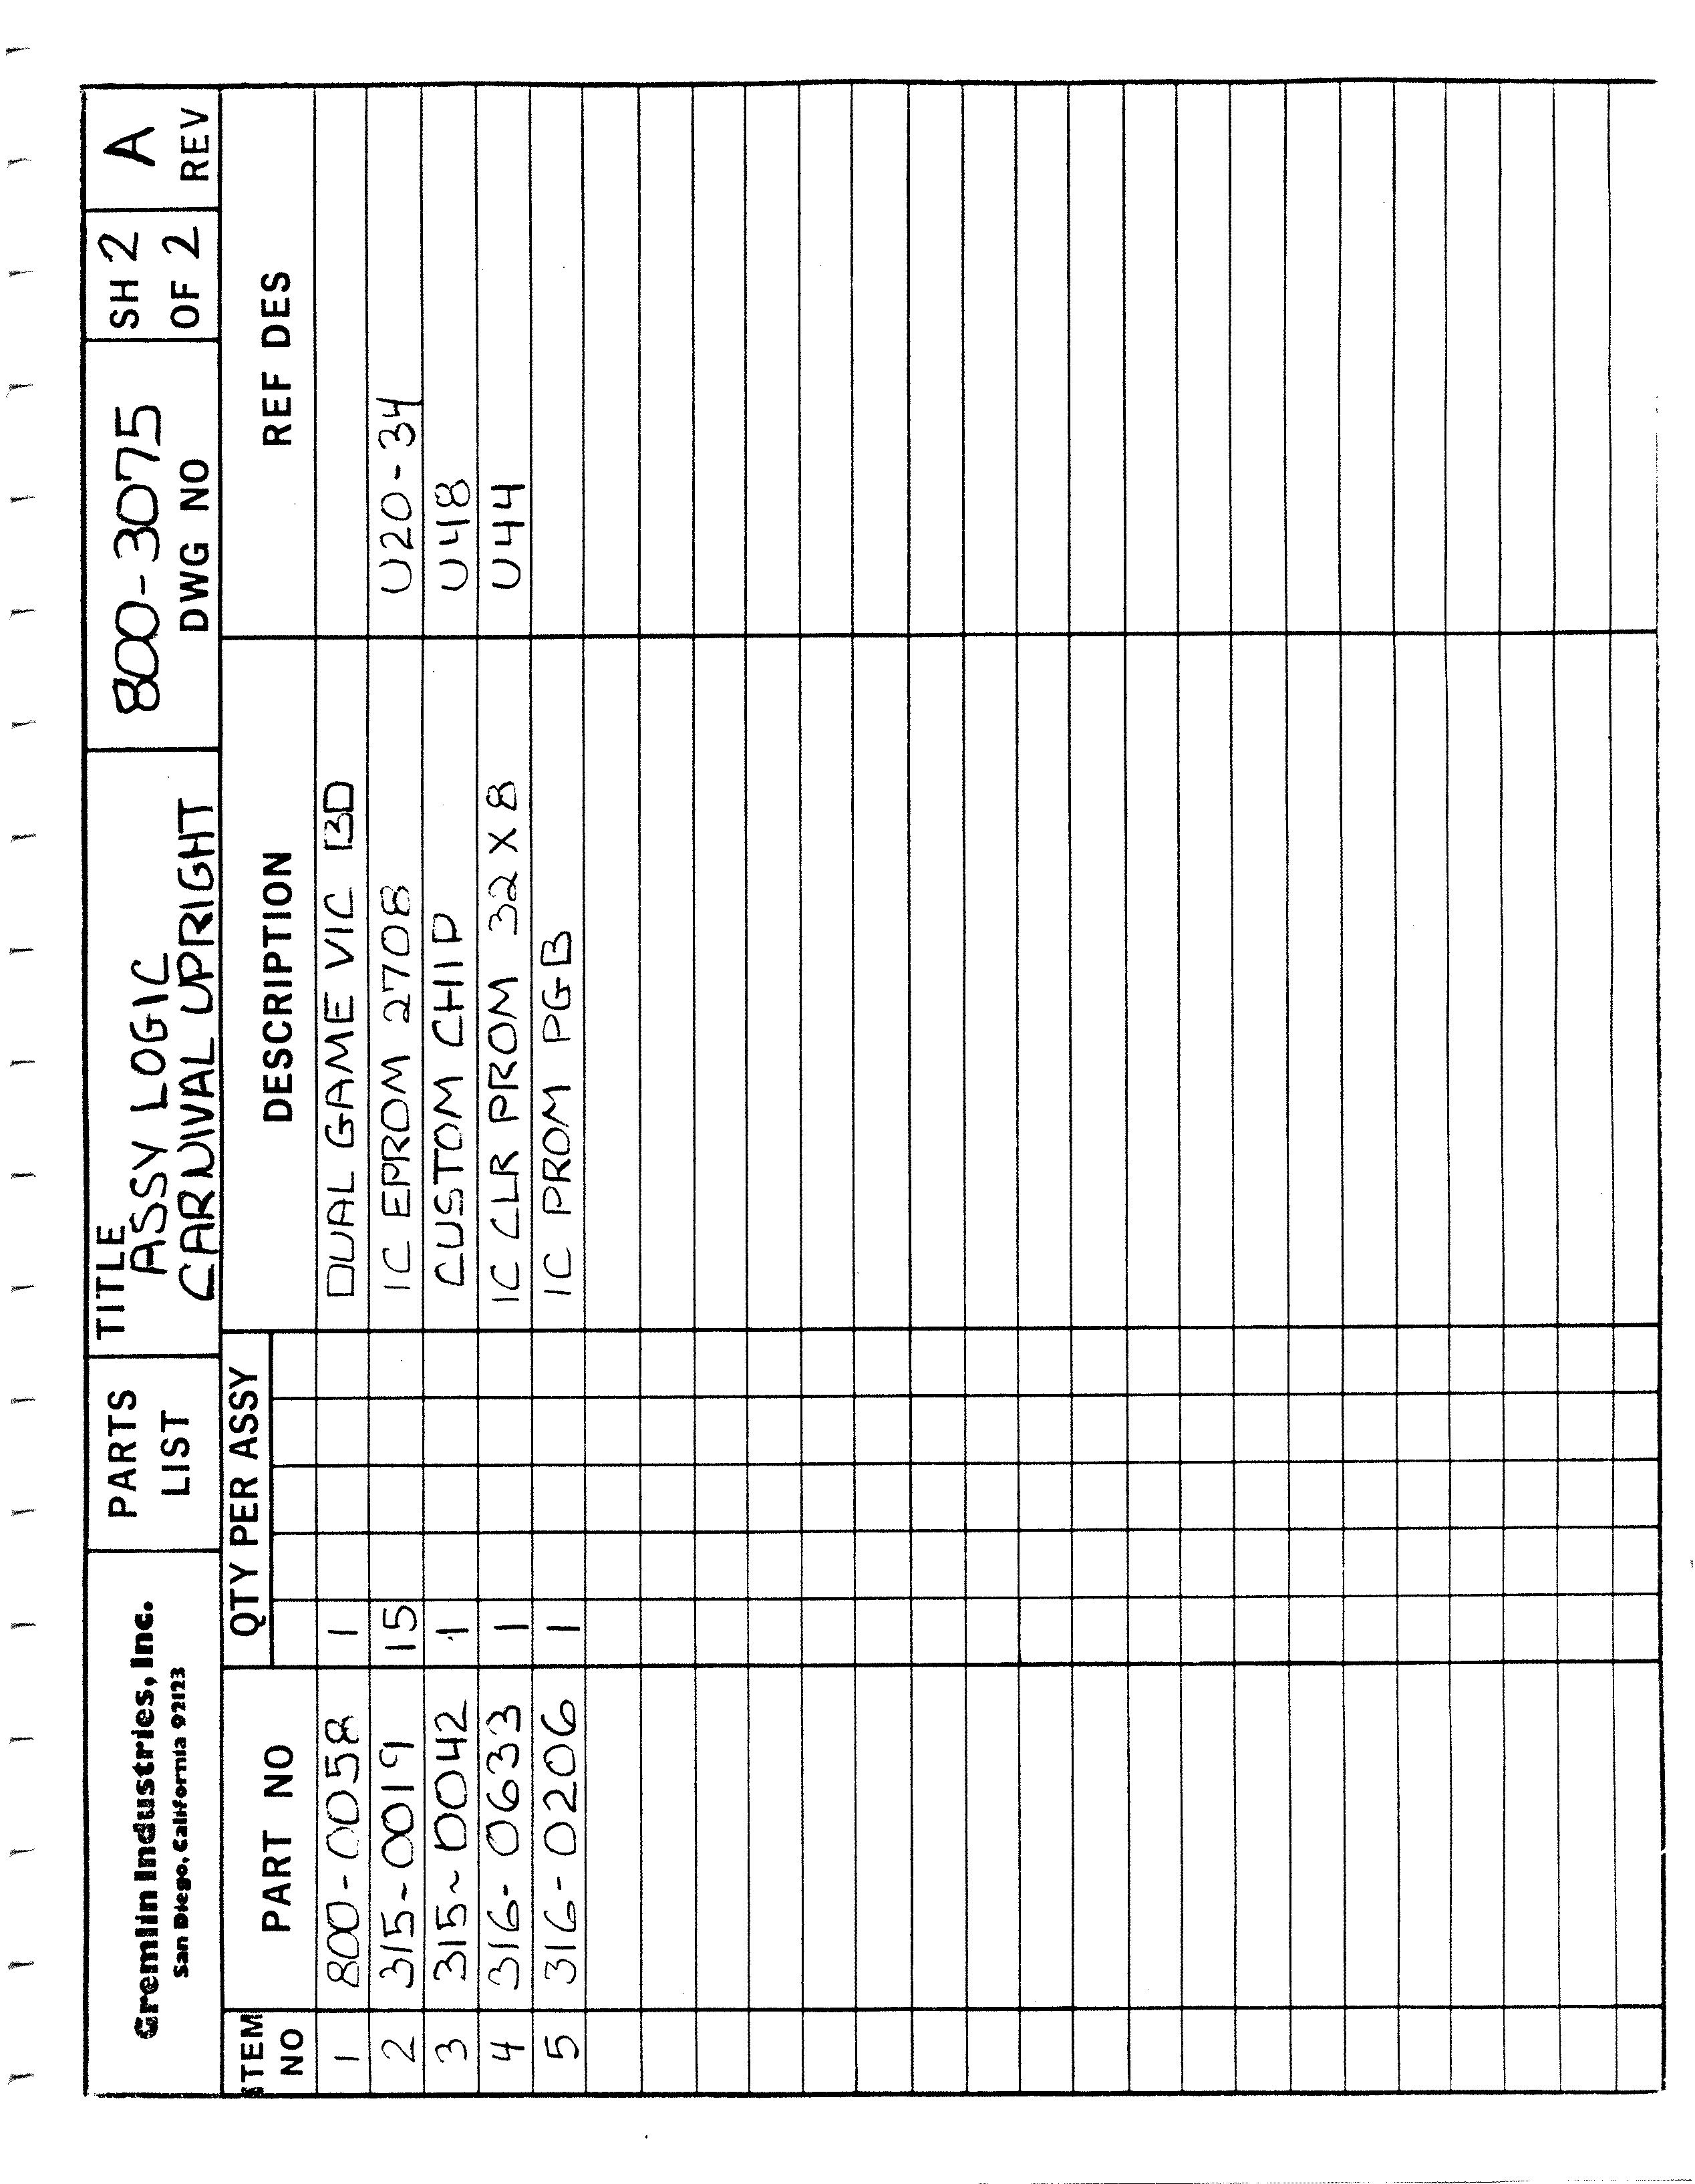 Gremlin Industries, Inc.
San Diego, California 92123
PARTS
LIST
TITLE
ASSY LOGIC
CARNIVAL UPRIGHT
800-3075
DWG NO
SH 2
OF 2
A
REV
ITEM
NO
PART NO
QTY PER ASSY
DESCRIPTION
REF DES
1 800-0058 1 DUAL GAME VIC BD
2 315-0019 15 IC EPROM 2708 U20-34
3 315-0042 1 CUSTOM CHIP U48
4 316-0633 1 IC CLR PROM 32 X 8 U44
5 316-0206 1 IC PROM PGB